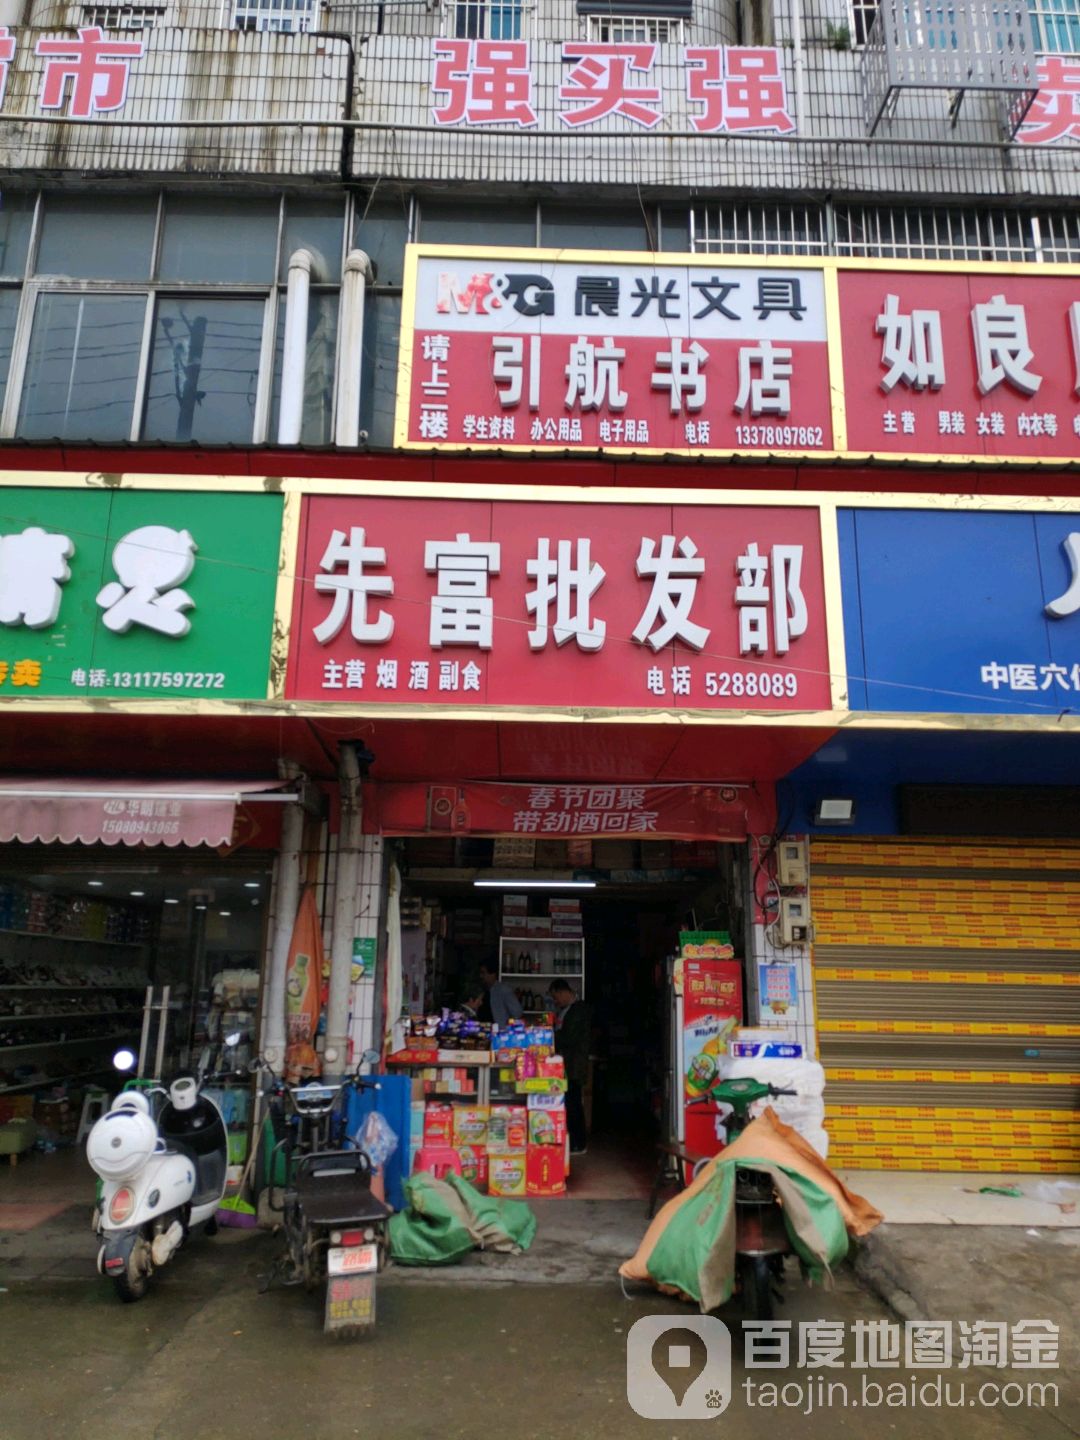 市 强买强 卖
M&G 晨光文具
请上二楼
引航书店
学生资料 办公用品 电子用品 电话 13378097862
如良
主营 男装 女装 内衣等
先富批发部
主营 烟 酒 副食 电话 5288089
卖 电话:13117597272
中医穴
15080943066
春节团聚
带劲酒回家
百度地图淘金
taojin.baidu.com